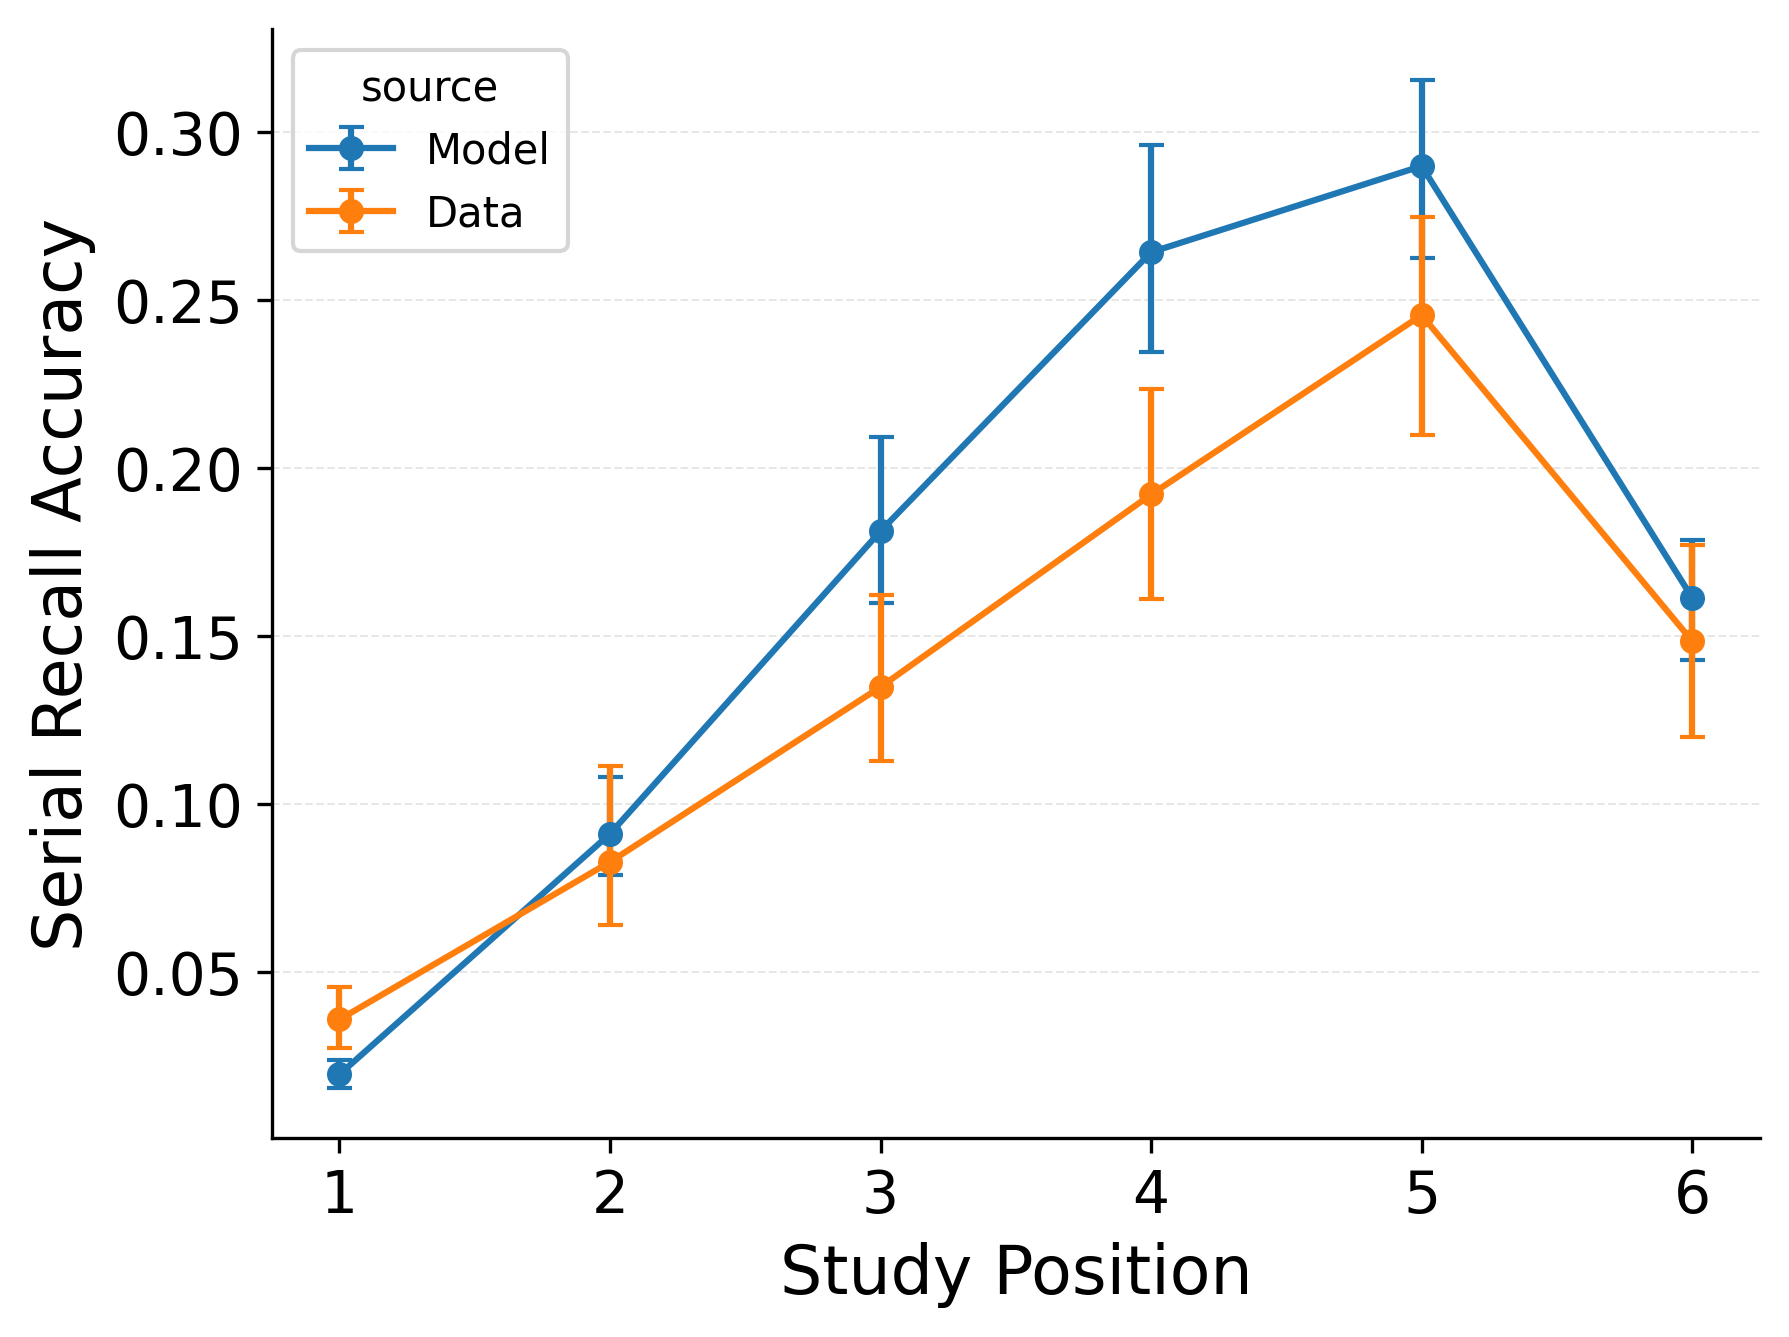 source
Model
Data
0.30
0.25
0.20
0.15
0.10
0.05
Serial Recall Accuracy
1 2 3 4 5 6
Study Position